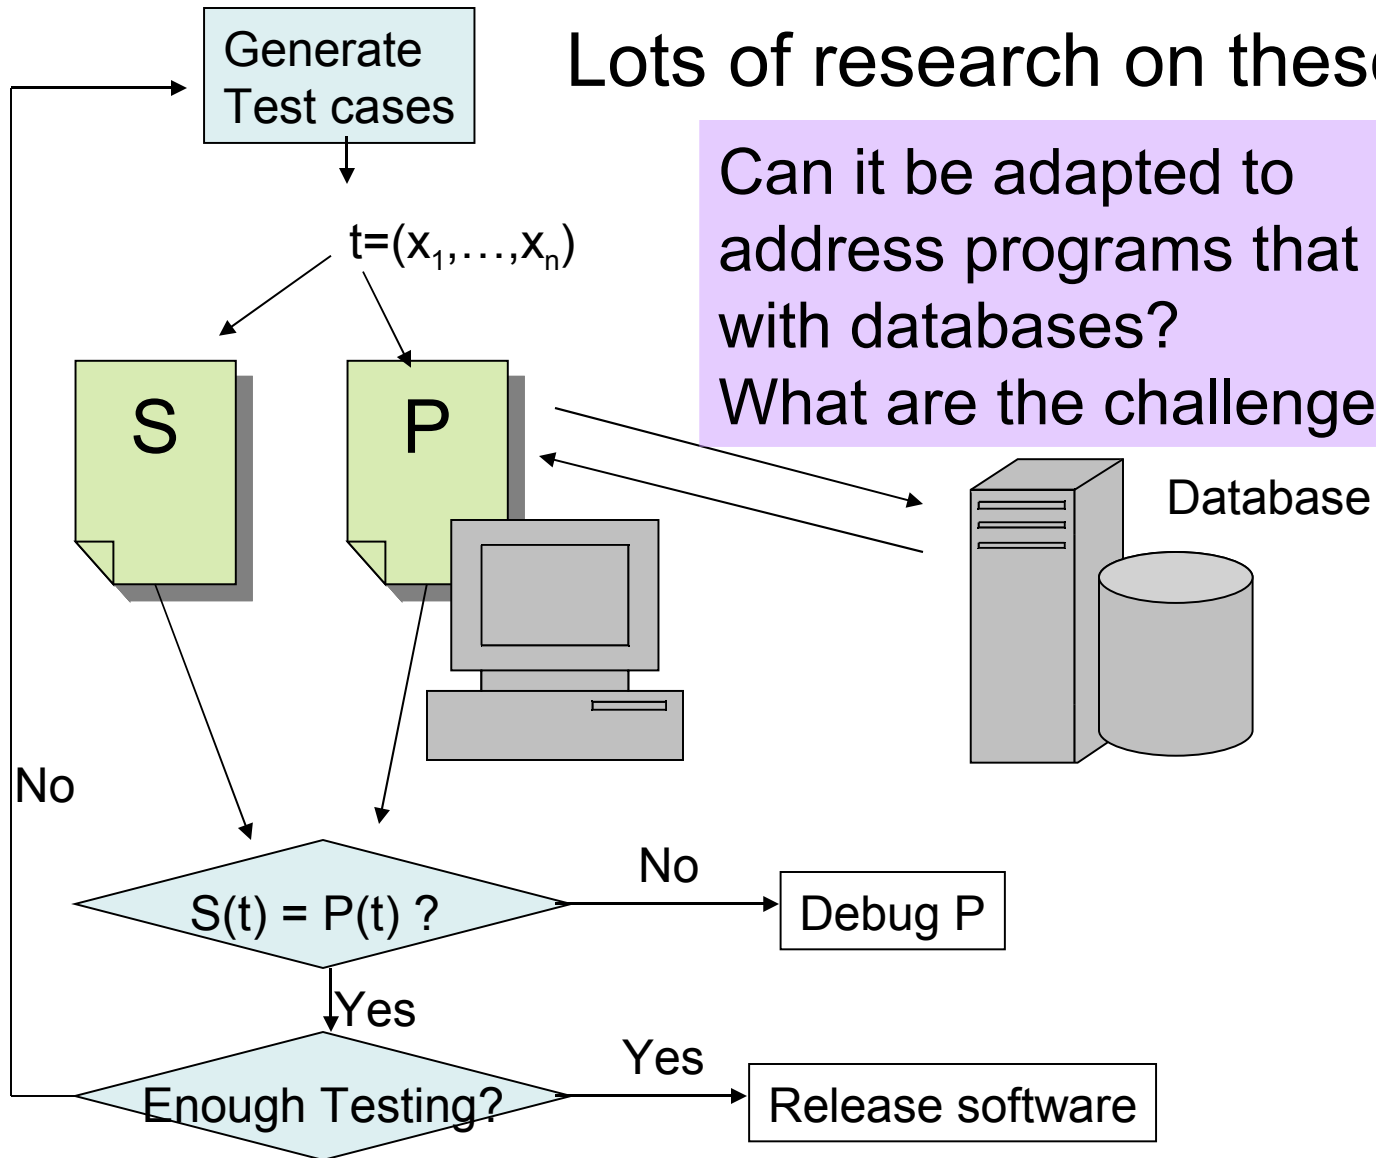 Generate
Test cases
Lots of research on these
Can it be adapted to
address programs that
with databases?
What are the challenge
t=(x₁,…,xₙ)
S
P
Database
No
S(t) = P(t) ?
No
Debug P
Yes
Enough Testing?
Yes
Release software